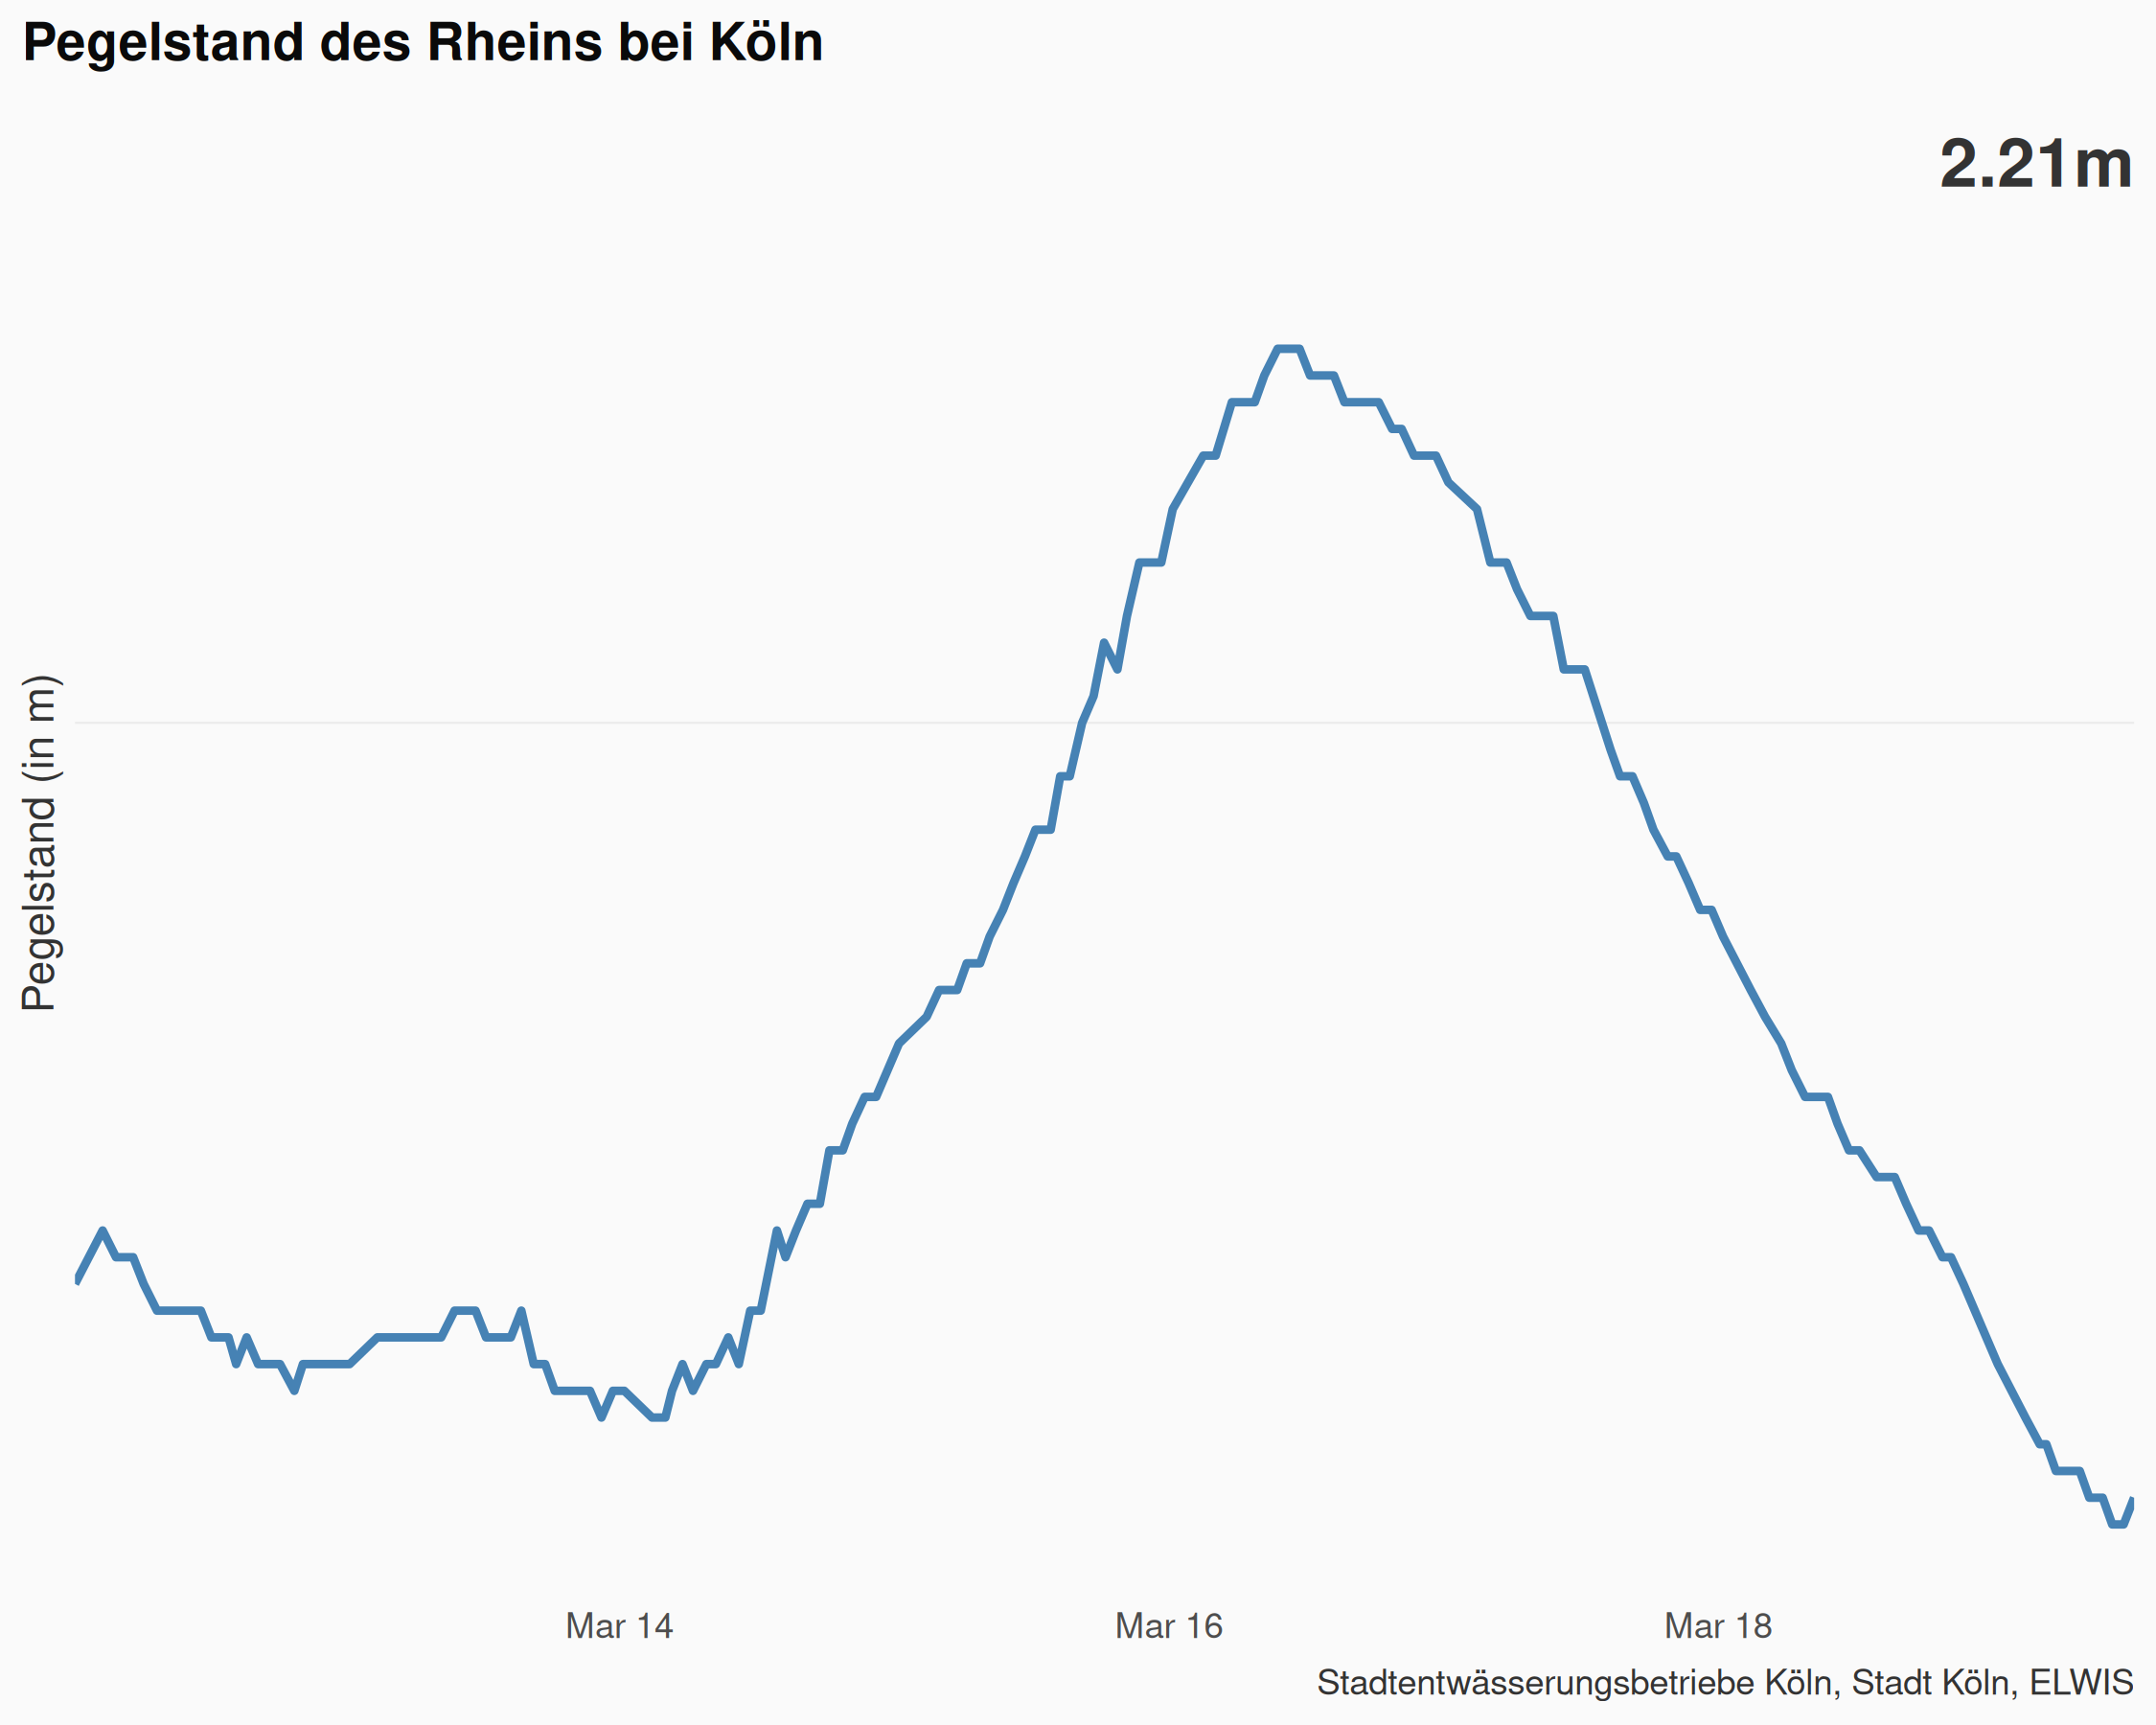 Pegelstand des Rheins bei Köln
2.21m
Pegelstand (in m)
Mar 14
Mar 16
Mar 18
Stadtentwässerungsbetriebe Köln, Stadt Köln, ELWIS